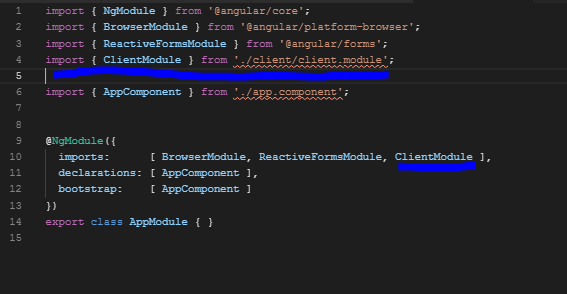 1 import { NgModule } from '@angular/core';
2 import { BrowserModule } from '@angular/platform-browser';
3 import { ReactiveFormsModule } from '@angular/forms';
4 import { ClientModule } from './client/client.module';
5
6 import { AppComponent } from './app.component';
7
8
9 @NgModule({
10 imports: [ BrowserModule, ReactiveFormsModule, ClientModule ],
11 declarations: [ AppComponent ],
12 bootstrap: [ AppComponent ]
13 })
14 export class AppModule { }
15